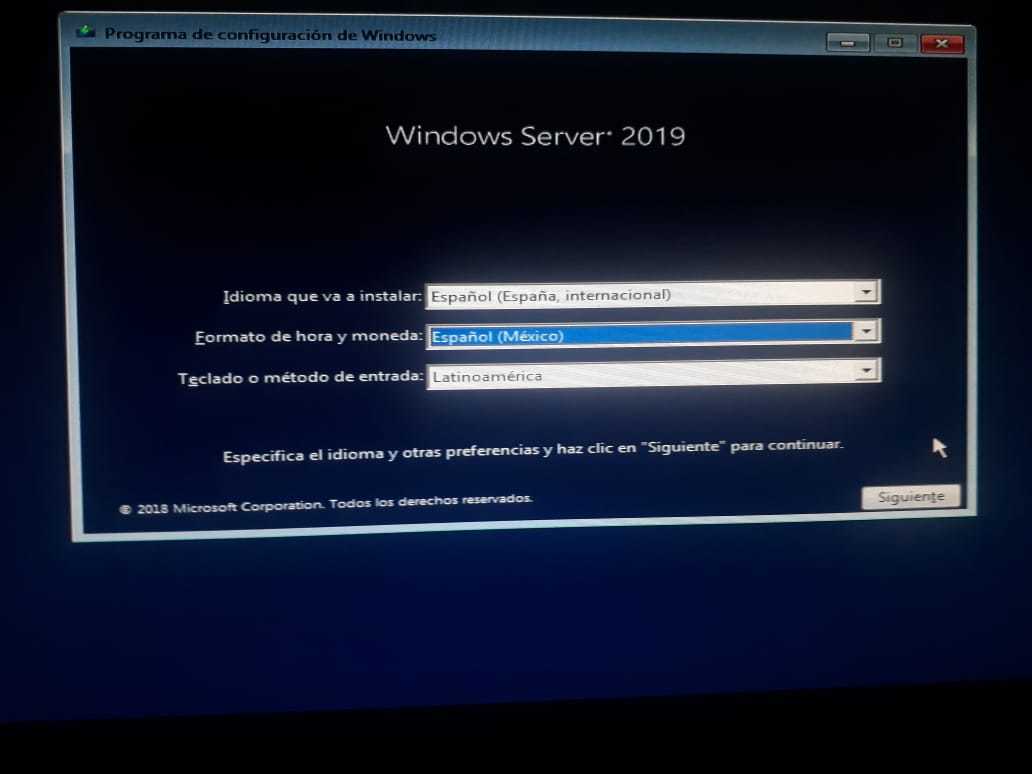 Programa de configuración de Windows
Windows Server® 2019
Idioma que va a instalar: Español (España, internacional)
Formato de hora y moneda: Español (México)
Teclado o método de entrada: Latinoamérica
Especifica el idioma y otras preferencias y haz clic en "Siguiente" para continuar.
© 2018 Microsoft Corporation. Todos los derechos reservados.
Siguiente